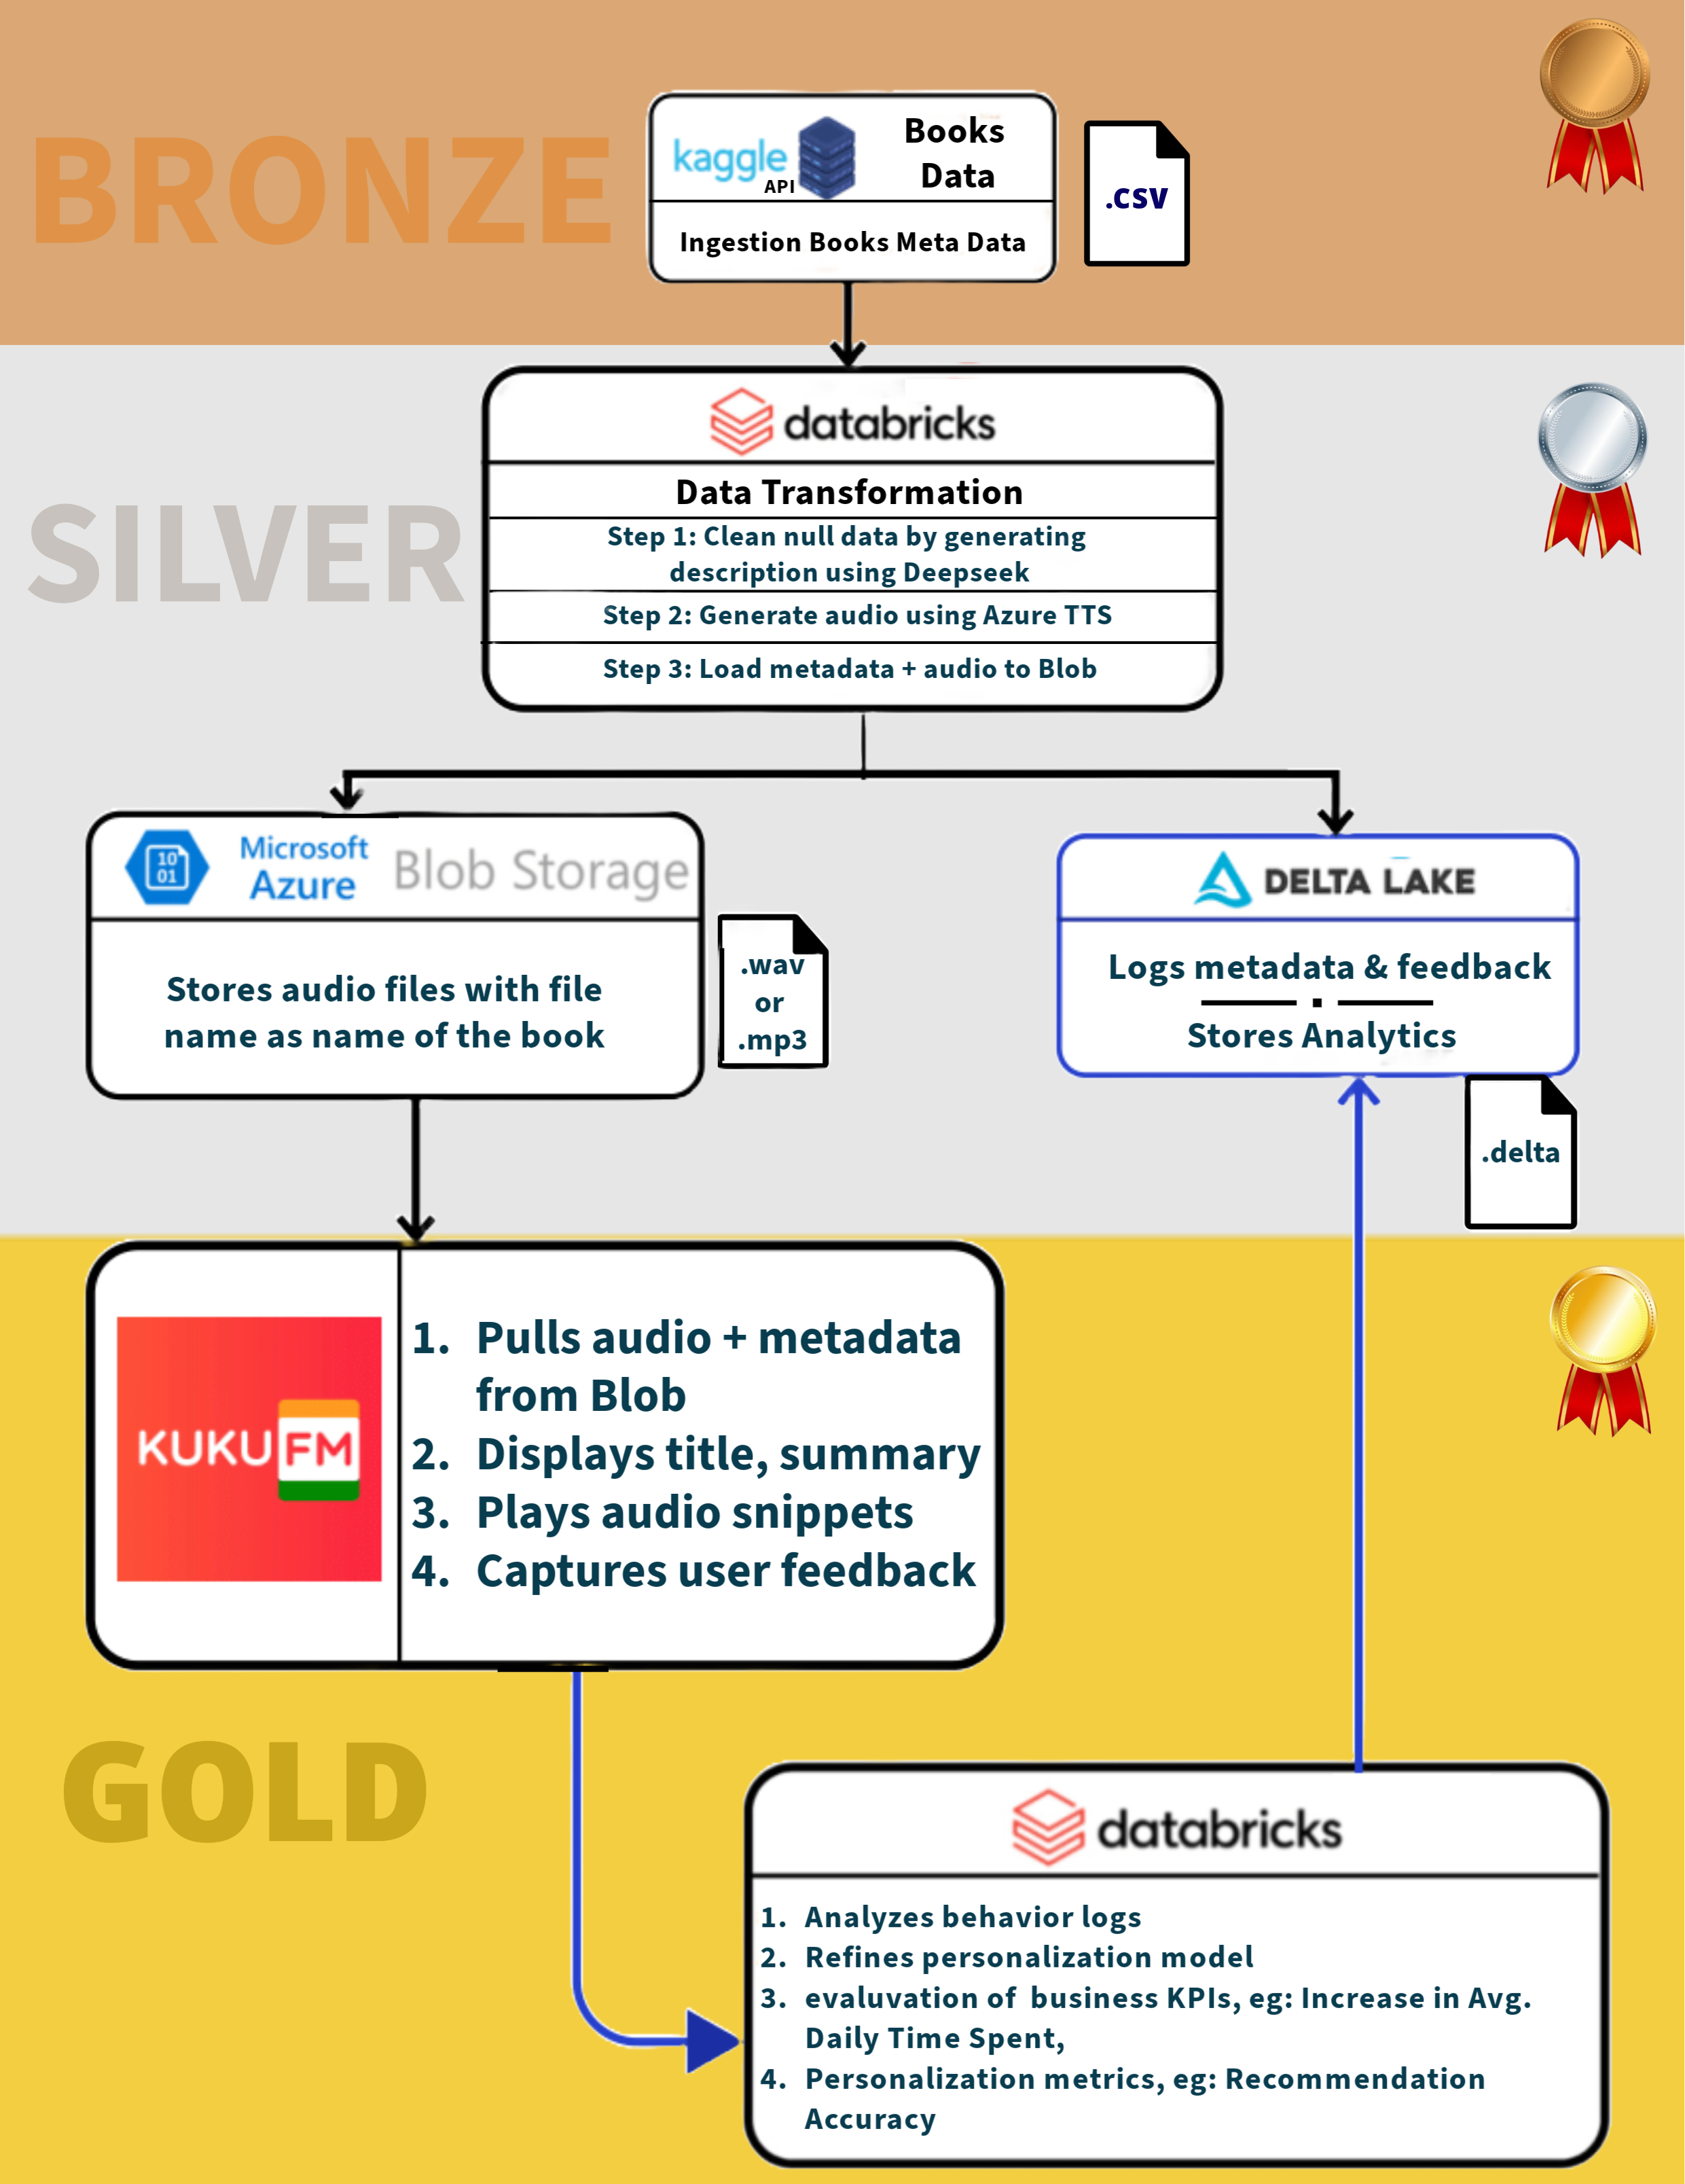 BRONZE
kaggle
API
Books
Data
.csv
Ingestion Books Meta Data
SILVER
databricks
Data Transformation
Step 1: Clean null data by generating
description using Deepseek
Step 2: Generate audio using Azure TTS
Step 3: Load metadata + audio to Blob
10
01
Microsoft
Azure
Blob Storage
Stores audio files with file
name as name of the book
.wav
or
.mp3
DELTA LAKE
Logs metadata & feedback
Stores Analytics
.delta
KUKU FM
1. Pulls audio + metadata
from Blob
2. Displays title, summary
3. Plays audio snippets
4. Captures user feedback
GOLD
databricks
1. Analyzes behavior logs
2. Refines personalization model
3. evaluvation of business KPIs, eg: Increase in Avg.
Daily Time Spent,
4. Personalization metrics, eg: Recommendation
Accuracy